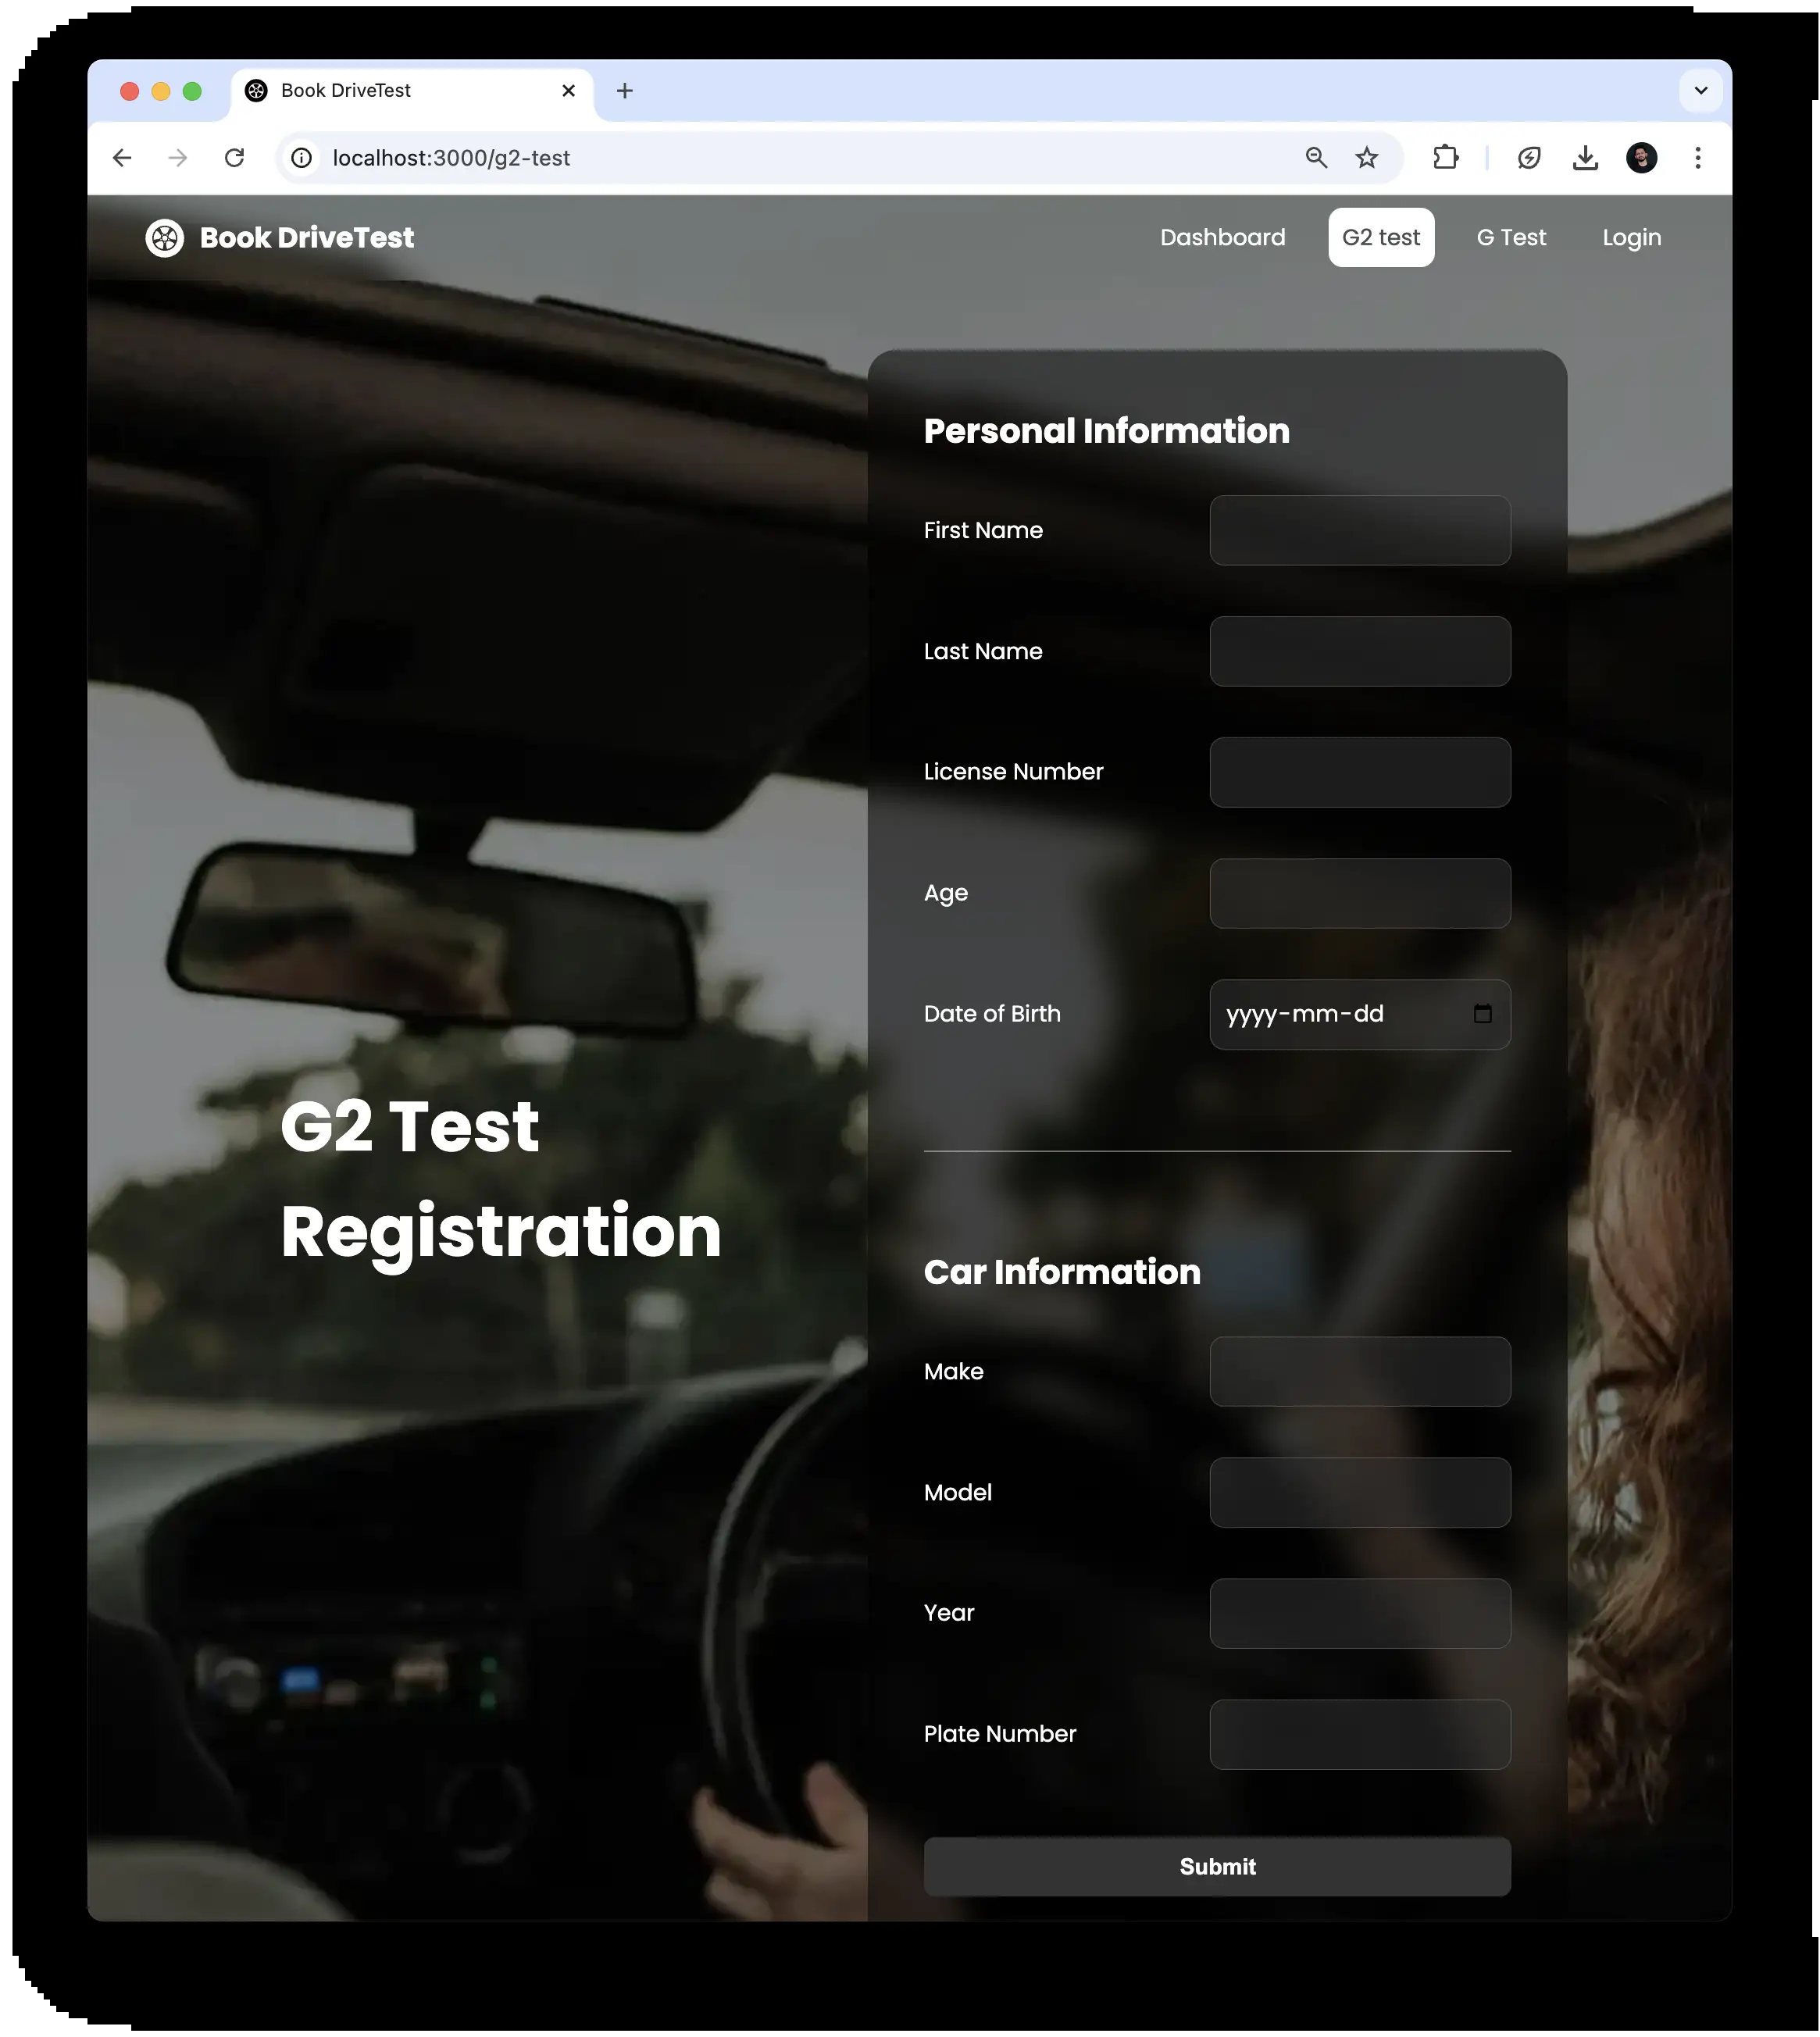 Book DriveTest
localhost:3000/g2-test
Book DriveTest
Dashboard
G2 test
G Test
Login
Personal Information
First Name
Last Name
License Number
Age
Date of Birth
yyyy-mm-dd
G2 Test
Registration
Car Information
Make
Model
Year
Plate Number
Submit